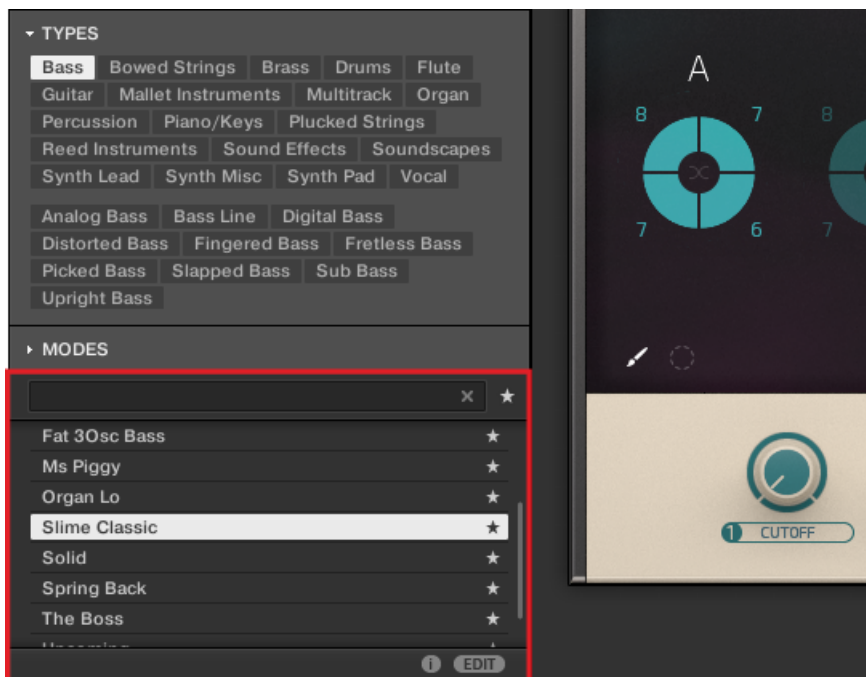 TYPES
Bass Bowed Strings Brass Drums Flute
Guitar Mallet Instruments Multitrack Organ
Percussion Piano/Keys Plucked Strings
Reed Instruments Sound Effects Soundscapes
Synth Lead Synth Misc Synth Pad Vocal
Analog Bass Bass Line Digital Bass
Distorted Bass Fingered Bass Fretless Bass
Picked Bass Slapped Bass Sub Bass
Upright Bass
MODES
Fat 3Osc Bass
Ms Piggy
Organ Lo
Slime Classic
Solid
Spring Back
The Boss
i EDIT
A
8 7 8
7 6 7
1 CUTOFF